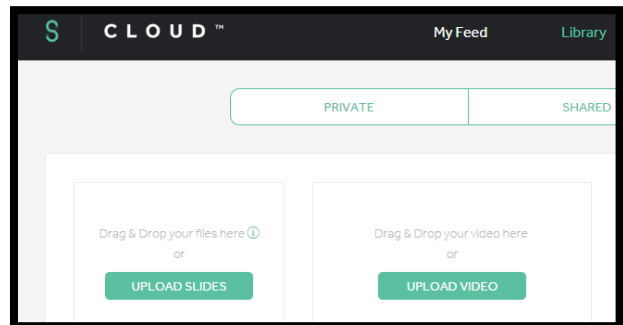 S CLOUD™ My Feed Library
PRIVATE SHARED
Drag & Drop your files here ⓘ
or
UPLOAD SLIDES
Drag & Drop your video here
or
UPLOAD VIDEO